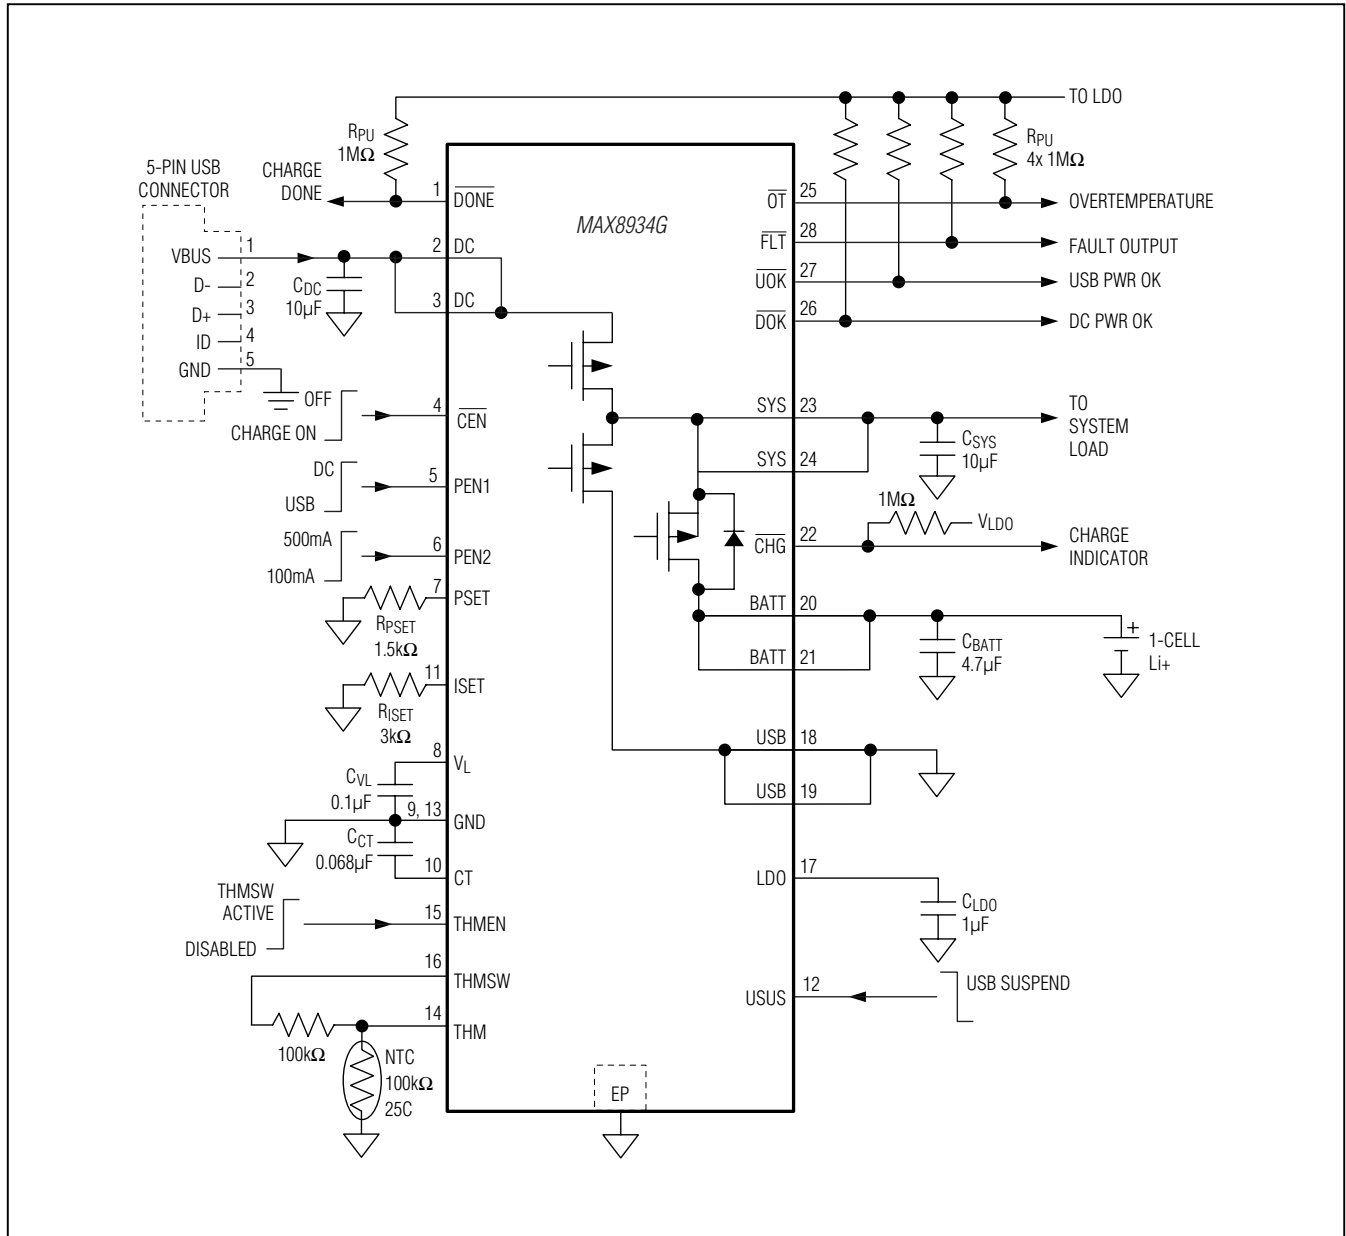 TO LDO
RPU
1MΩ
RPU
4x 1MΩ
5-PIN USB
CONNECTOR
CHARGE
DONE
1
DONE
MAX8934G
OT
25
OVERTEMPERATURE
FLT
28
FAULT OUTPUT
UOK
27
USB PWR OK
DOK
26
DC PWR OK
VBUS
1
D-
2
D+
3
ID
4
GND
5
CDC
10µF
2
DC
3
DC
OFF
CHARGE ON
4
CEN
DC
USB
5
PEN1
500mA
100mA
6
PEN2
7
PSET
RPSET
1.5kΩ
11
ISET
RISET
3kΩ
8
VL
CVL
0.1µF
9, 13
GND
CCT
0.068µF
10
CT
THMSW
ACTIVE
DISABLED
15
THMEN
16
THMSW
14
THM
100kΩ
NTC
100kΩ
25C
EP
SYS
23
TO
SYSTEM
LOAD
SYS
24
CSYS
10µF
1MΩ
VLDO
CHG
22
CHARGE
INDICATOR
BATT
20
BATT
21
CBATT
4.7µF
+
1-CELL
Li+
USB
18
USB
19
LDO
17
CLDO
1µF
USUS
12
USB SUSPEND